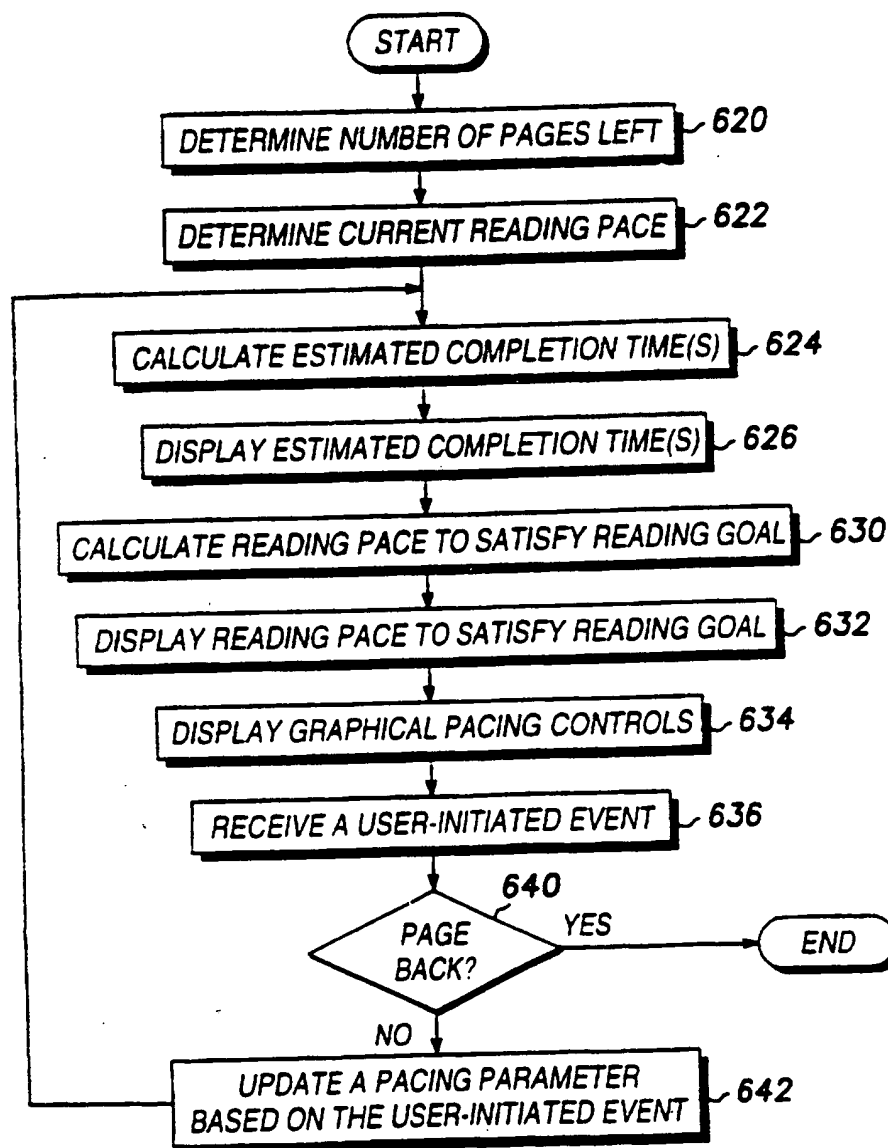 START
DETERMINE NUMBER OF PAGES LEFT 620
DETERMINE CURRENT READING PACE 622
CALCULATE ESTIMATED COMPLETION TIME(S) 624
DISPLAY ESTIMATED COMPLETION TIME(S) 626
CALCULATE READING PACE TO SATISFY READING GOAL 630
DISPLAY READING PACE TO SATISFY READING GOAL 632
DISPLAY GRAPHICAL PACING CONTROLS 634
RECEIVE A USER-INITIATED EVENT 636
640
PAGE
BACK?
YES
END
NO
UPDATE A PACING PARAMETER
BASED ON THE USER-INITIATED EVENT 642